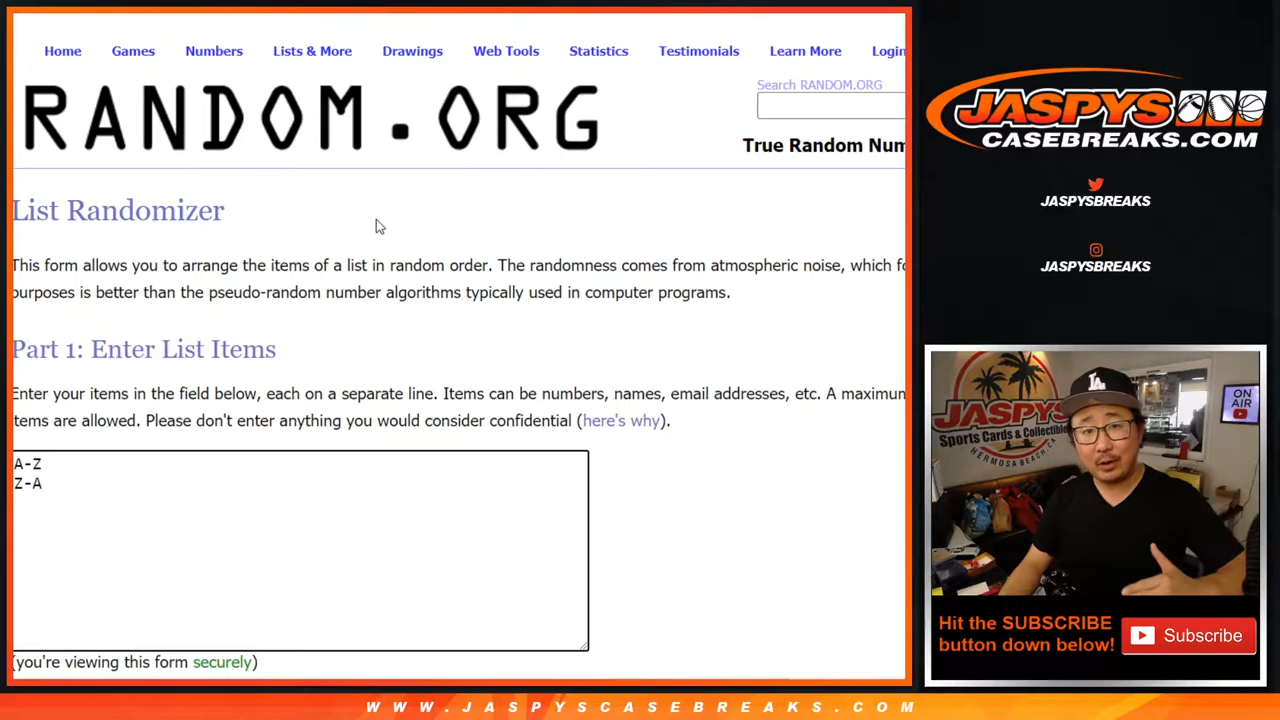 Home Games Numbers Lists & More Drawings Web Tools Statistics Testimonials Learn More Login
RANDOM.ORG
Search RANDOM.ORG
True Random Num
List Randomizer
This form allows you to arrange the items of a list in random order. The randomness comes from atmospheric noise, which fo
purposes is better than the pseudo-random number algorithms typically used in computer programs.
Part 1: Enter List Items
Enter your items in the field below, each on a separate line. Items can be numbers, names, email addresses, etc. A maximum
items are allowed. Please don't enter anything you would consider confidential (here's why).
A-Z
Z-A
(you're viewing this form securely)
JASPYS
CASEBREAKS.COM
JASPYSBREAKS
JASPYSBREAKS
JASPYS
Sports Cards & Collectibles
HERMOSA BEACH, CA
LA
ON
AIR
Hit the SUBSCRIBE
button down below!
Subscribe
WWW.JASPYSCASEBREAKS.COM